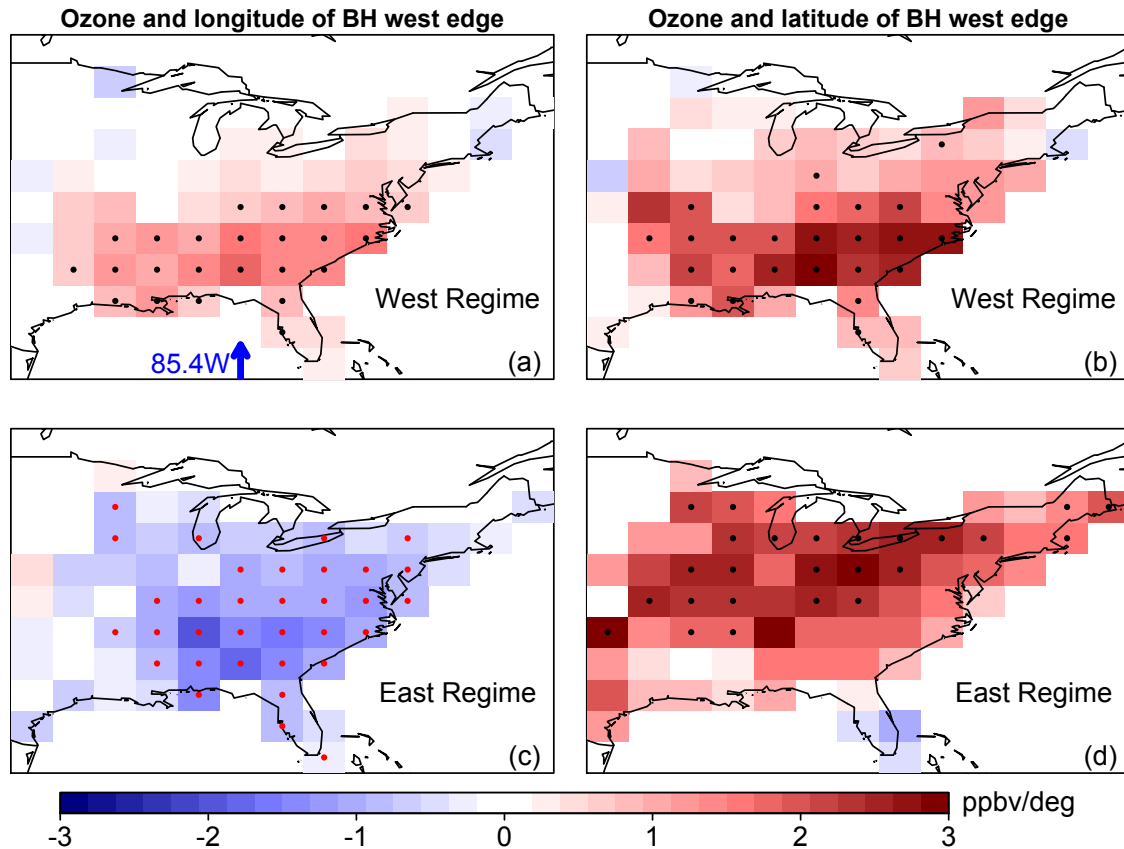 Ozone and longitude of BH west edge
Ozone and latitude of BH west edge
West Regime
85.4W
(a)
West Regime
(b)
East Regime
(c)
East Regime
(d)
ppbv/deg
-3 -2 -1 0 1 2 3